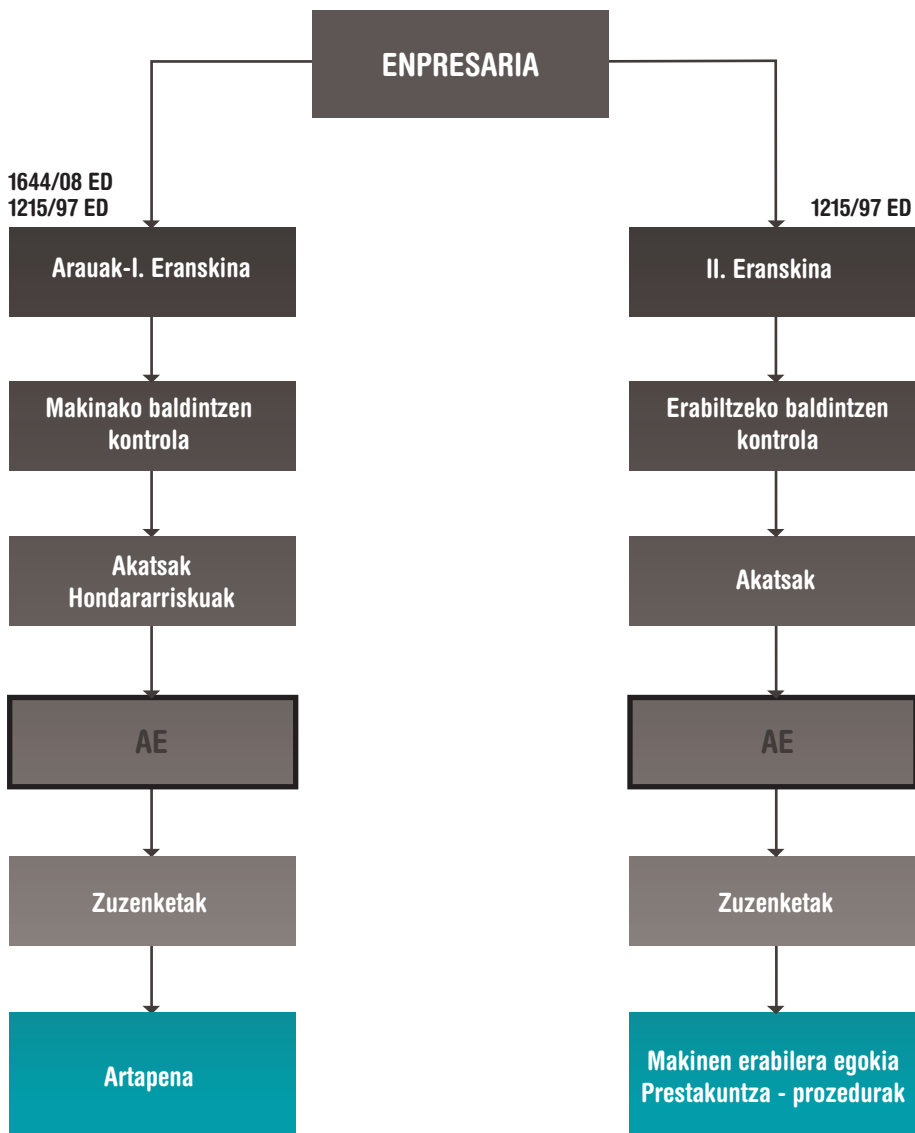 ENPRESARIA
1644/08 ED
1215/97 ED
Arauak-I. Eranskina
Makinako baldintzen
kontrola
Akatsak
Hondararriskuak
AE
Zuzenketak
Artapena
1215/97 ED
II. Eranskina
Erabiltzeko baldintzen
kontrola
Akatsak
AE
Zuzenketak
Makinen erabilera egokia
Prestakuntza - prozedurak